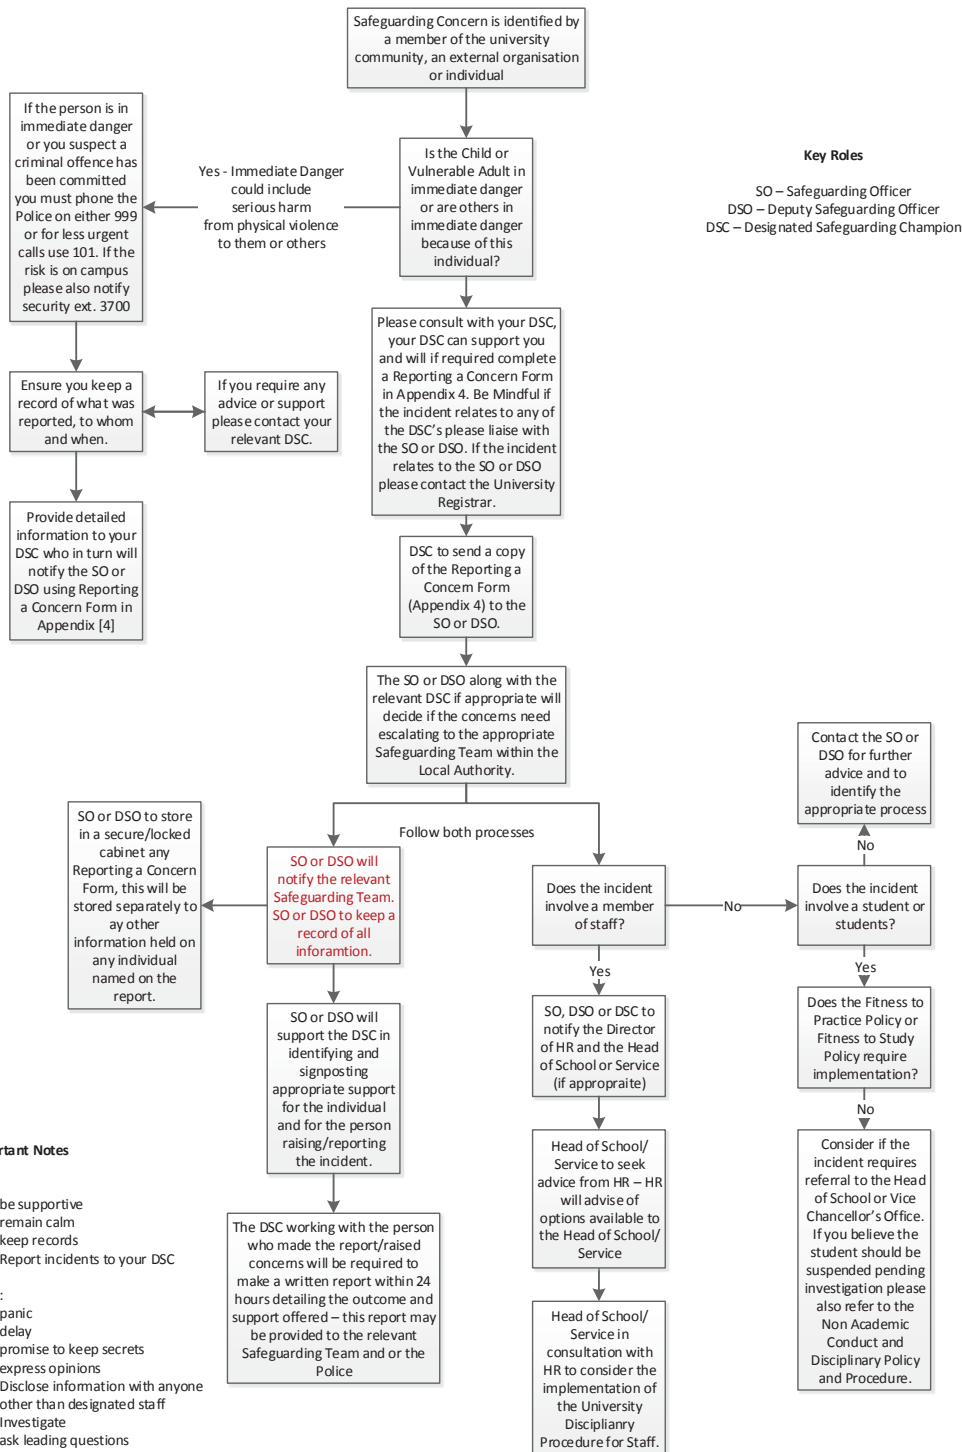 Safeguarding Concern is identified by
a member of the university
community, an external organisation
or individual
If the person is in
immediate danger
or you suspect a
criminal offence has
been committed
you must phone the
Police on either 999
or for less urgent
calls use 101. If the
risk is on campus
please also notify
security ext. 3700
Yes - Immediate Danger
could include
serious harm
from physical violence
to them or others
Is the Child or
Vulnerable Adult in
immediate danger
or are others in
immediate danger
because of this
individual?
Key Roles
SO – Safeguarding Officer
DSO – Deputy Safeguarding Officer
DSC – Designated Safeguarding Champion
Ensure you keep a
record of what was
reported, to whom
and when.
If you require any
advice or support
please contact your
relevant DSC.
Please consult with your DSC,
your DSC can support you
and will if required complete
a Reporting a Concern Form
in Appendix 4. Be Mindful if
the incident relates to any of
the DSC's please liaise with
the SO or DSO. If the incident
relates to the SO or DSO
please contact the University
Registrar.
Provide detailed
information to your
DSC who in turn will
notify the SO or
DSO using Reporting
a Concern Form in
Appendix [4]
DSC to send a copy
of the Reporting a
Concern Form
(Appendix 4) to the
SO or DSO.
The SO or DSO along with the
relevant DSC if appropriate will
decide if the concerns need
escalating to the appropriate
Safeguarding Team within the
Local Authority.
Contact the SO or
DSO for further
advice and to
identify the
appropriate process
Follow both processes
SO or DSO to store
in a secure/locked
cabinet any
Reporting a Concern
Form, this will be
stored separately to
ay other
information held on
any individual
named on the
report.
SO or DSO will
notify the relevant
Safeguarding Team.
SO or DSO to keep a
record of all
inforamtion.
Does the incident
involve a member
of staff?
No
Does the incident
involve a student or
students?
No
Yes
Yes
SO or DSO will
support the DSC in
identifying and
signposting
appropriate support
for the individual
and for the person
raising/reporting
the incident.
SO, DSO or DSC to
notify the Director
of HR and the Head
of School or Service
(if appropraite)
Does the Fitness to
Practice Policy or
Fitness to Study
Policy require
implementation?
No
Head of School/
Service to seek
advice from HR – HR
will advise of
options available to
the Head of School/
Service
Consider if the
incident requires
referral to the Head
of School or Vice
Chancellor's Office.
If you believe the
student should be
suspended pending
investigation please
also refer to the
Non Academic
Conduct and
Disciplinary Policy
and Procedure.
The DSC working with the person
who made the report/raised
concerns will be required to
make a written report within 24
hours detailing the outcome and
support offered – this report may
be provided to the relevant
Safeguarding Team and or the
Police
Head of School/
Service in
consultation with
HR to consider the
implementation of
the University
Disciplianry
Procedure for Staff.
rtant Notes
be supportive
remain calm
keep records
Report incidents to your DSC
:
panic
delay
promise to keep secrets
express opinions
Disclose information with anyone
other than designated staff
Investigate
ask leading questions